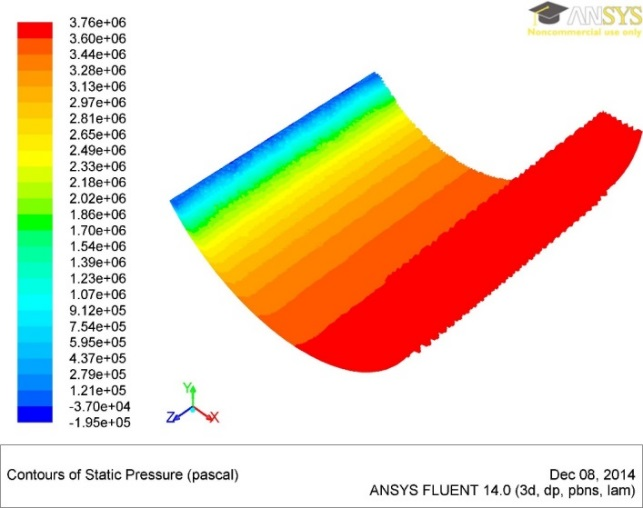 ANSYS
Noncommercial use only
3.76e+06
3.60e+06
3.44e+06
3.28e+06
3.13e+06
2.97e+06
2.81e+06
2.65e+06
2.49e+06
2.33e+06
2.18e+06
2.02e+06
1.86e+06
1.70e+06
1.54e+06
1.39e+06
1.23e+06
1.07e+06
9.12e+05
7.54e+05
5.95e+05
4.37e+05
2.79e+05
1.21e+05
-3.70e+04
-1.95e+05
Y
Z X
Contours of Static Pressure (pascal)
Dec 08, 2014
ANSYS FLUENT 14.0 (3d, dp, pbns, lam)